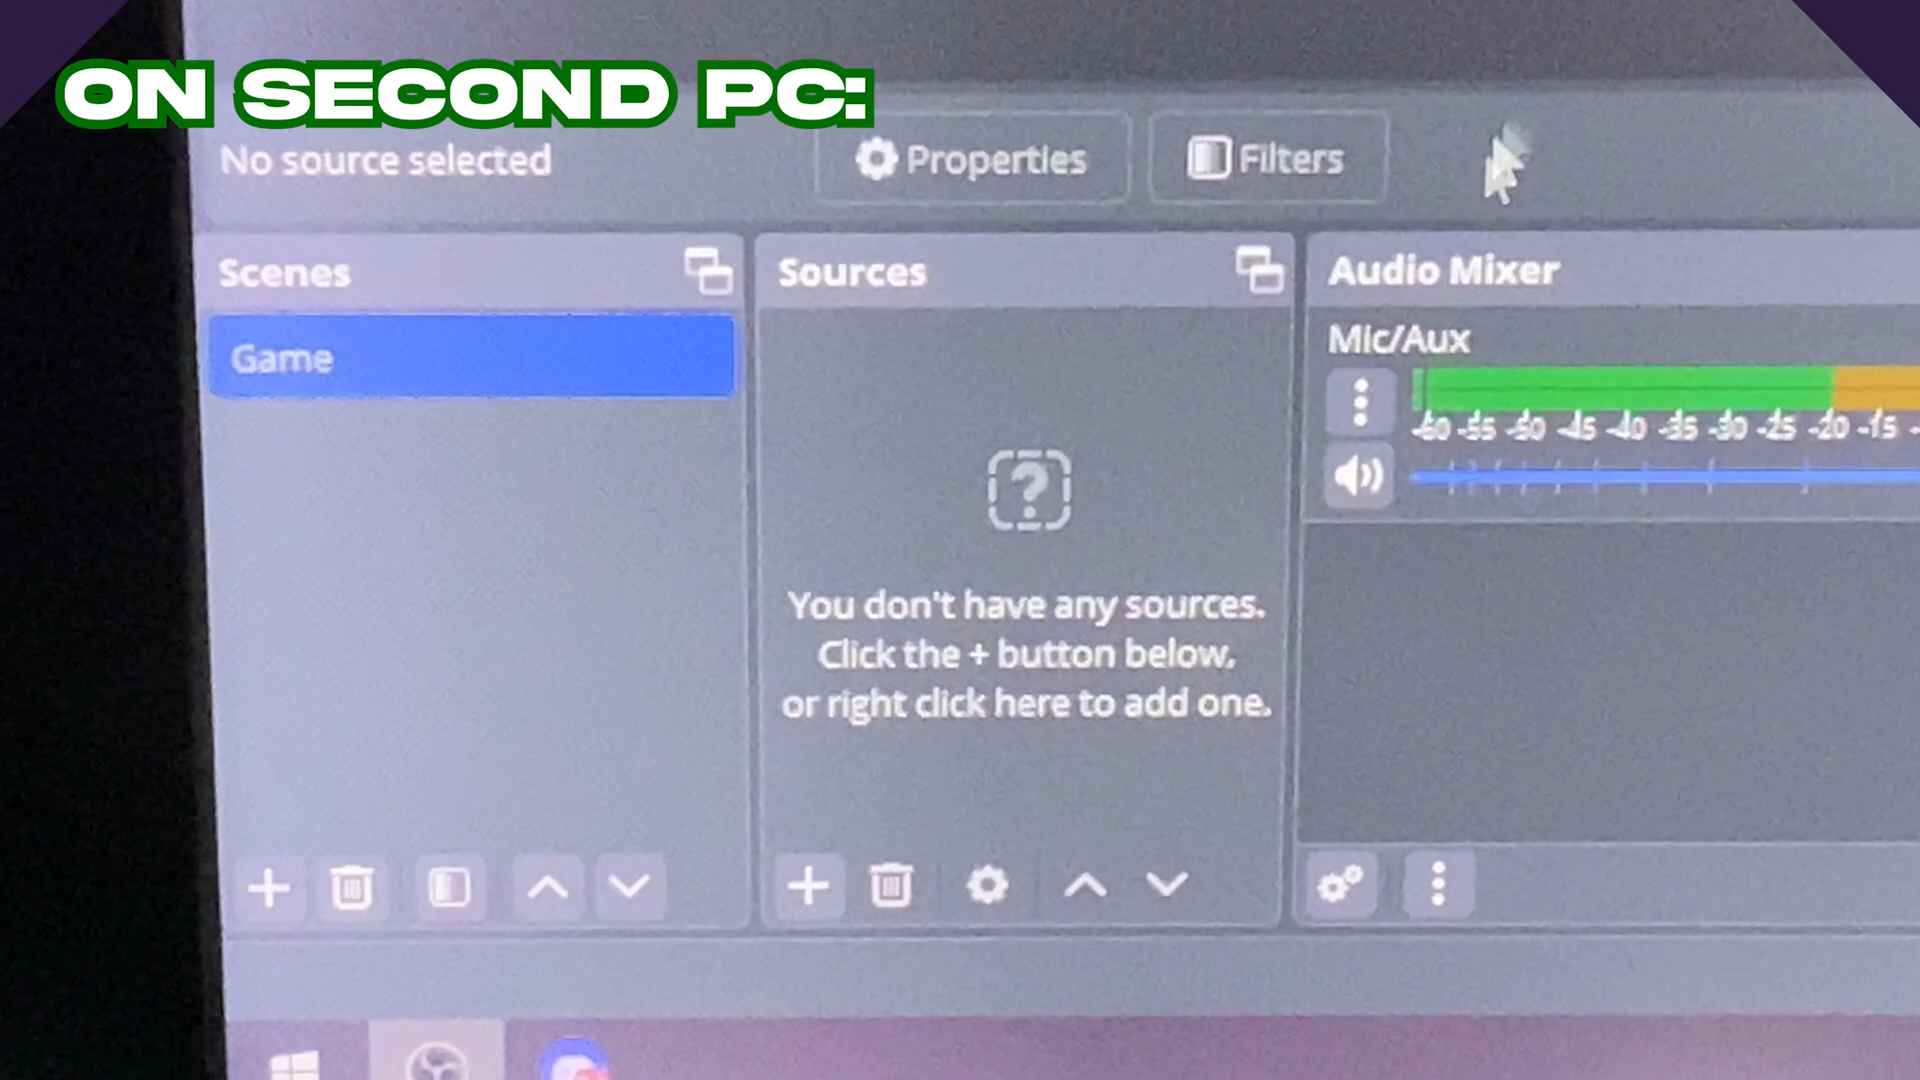 ON SECOND PC:
No source selected
Properties
Filters
Scenes
Sources
Audio Mixer
Game
Mic/Aux
-60 -55 -50 -45 -40 -35 -30 -25 -20 -15
?
You don't have any sources.
Click the + button below,
or right click here to add one.